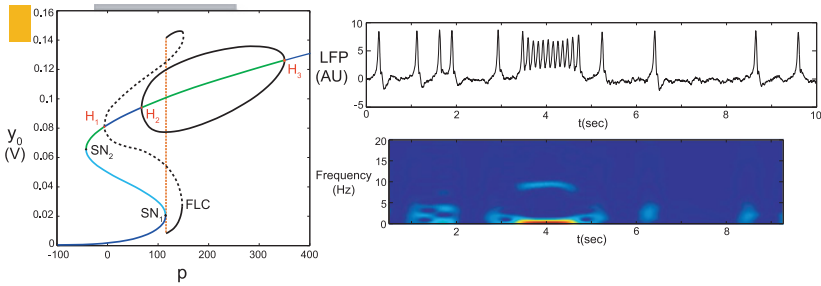 0.16
0.14
0.12
0.1
0.08
0.06
0.04
0.02
0
y0
(V)
H1
H2
H3
SN2
SN1
FLC
-100 0 100 200 300 400
p
LFP
(AU)
10
5
0
-5
0 2 4 6 8 10
t(sec)
Frequency
(Hz)
20
15
10
5
0
2 4 6 8
t(sec)